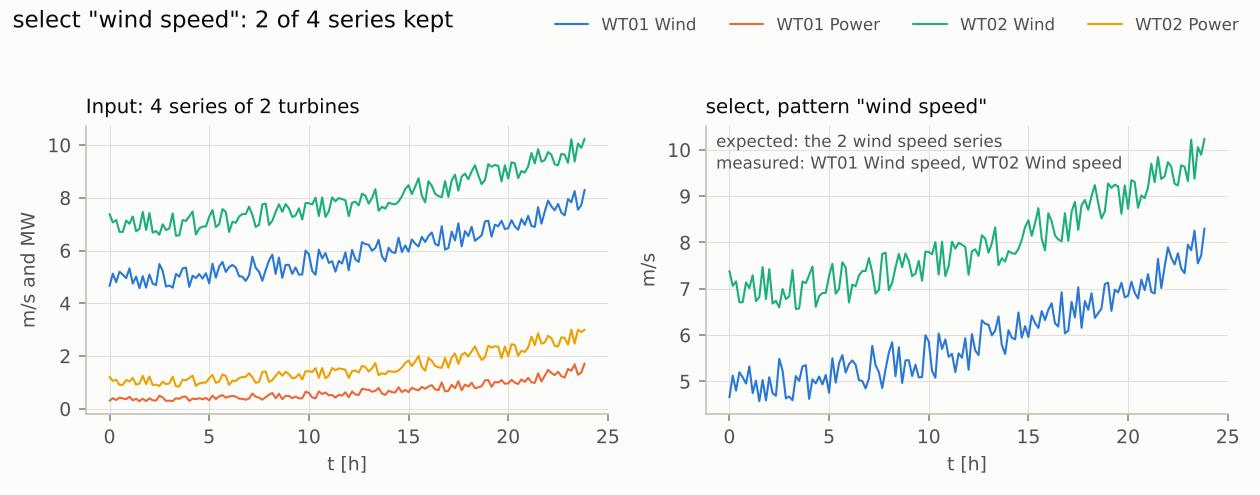 select "wind speed": 2 of 4 series kept
WT01 Wind
WT01 Power
WT02 Wind
WT02 Power
Input: 4 series of 2 turbines
m/s and MW
10
8
6
4
2
0
0
5
10
15
20
25
t [h]
select, pattern "wind speed"
expected: the 2 wind speed series
measured: WT01 Wind speed, WT02 Wind speed
m/s
10
9
8
7
6
5
0
5
10
15
20
25
t [h]